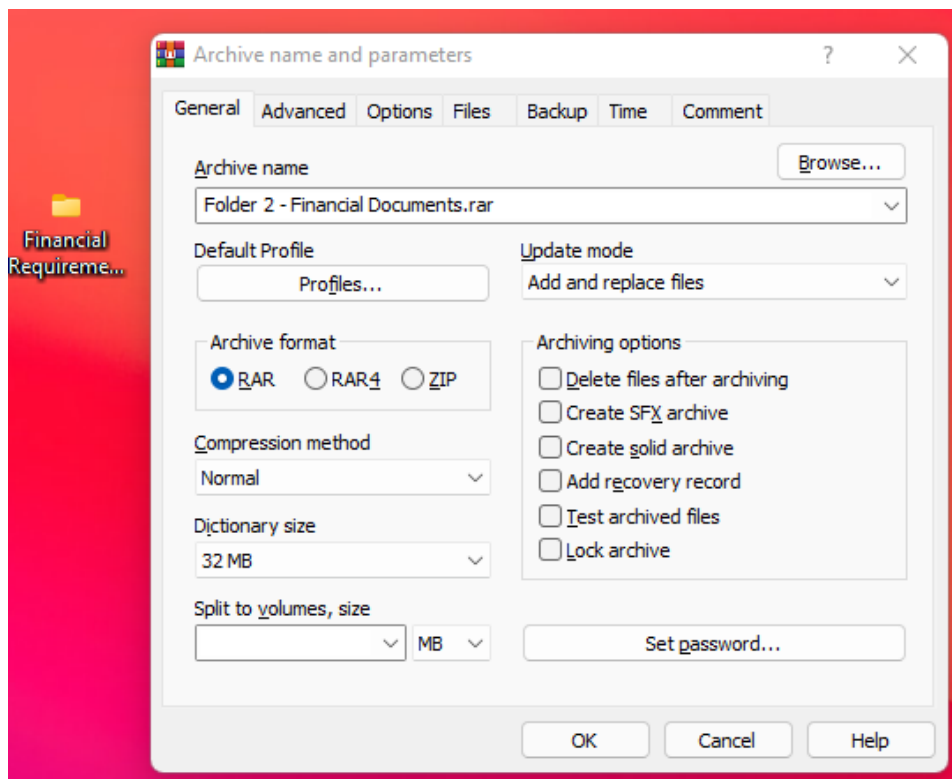 Archive name and parameters
?
General Advanced Options Files Backup Time Comment
Archive name
Browse...
Folder 2 - Financial Documents.rar
Default Profile
Profiles...
Update mode
Add and replace files
Archive format
RAR RAR4 ZIP
Compression method
Normal
Dictionary size
32 MB
Split to volumes, size
MB
Archiving options
Delete files after archiving
Create SFX archive
Create solid archive
Add recovery record
Test archived files
Lock archive
Set password...
OK Cancel Help
Financial
Requireme...